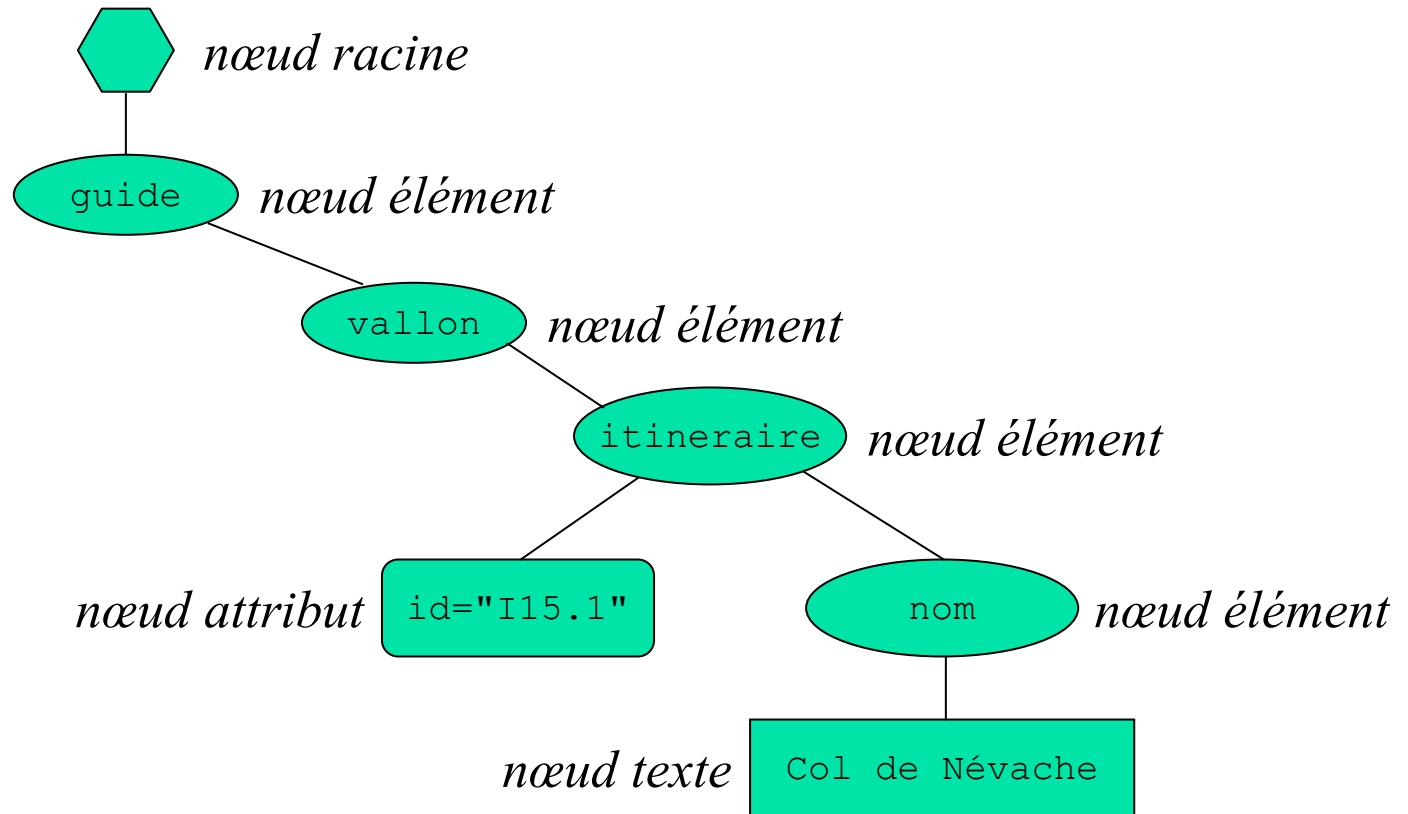 nœud racine
guide nœud élément
vallon nœud élément
itineraire nœud élément
nœud attribut id="I15.1" nom nœud élément
nœud texte Col de Névache